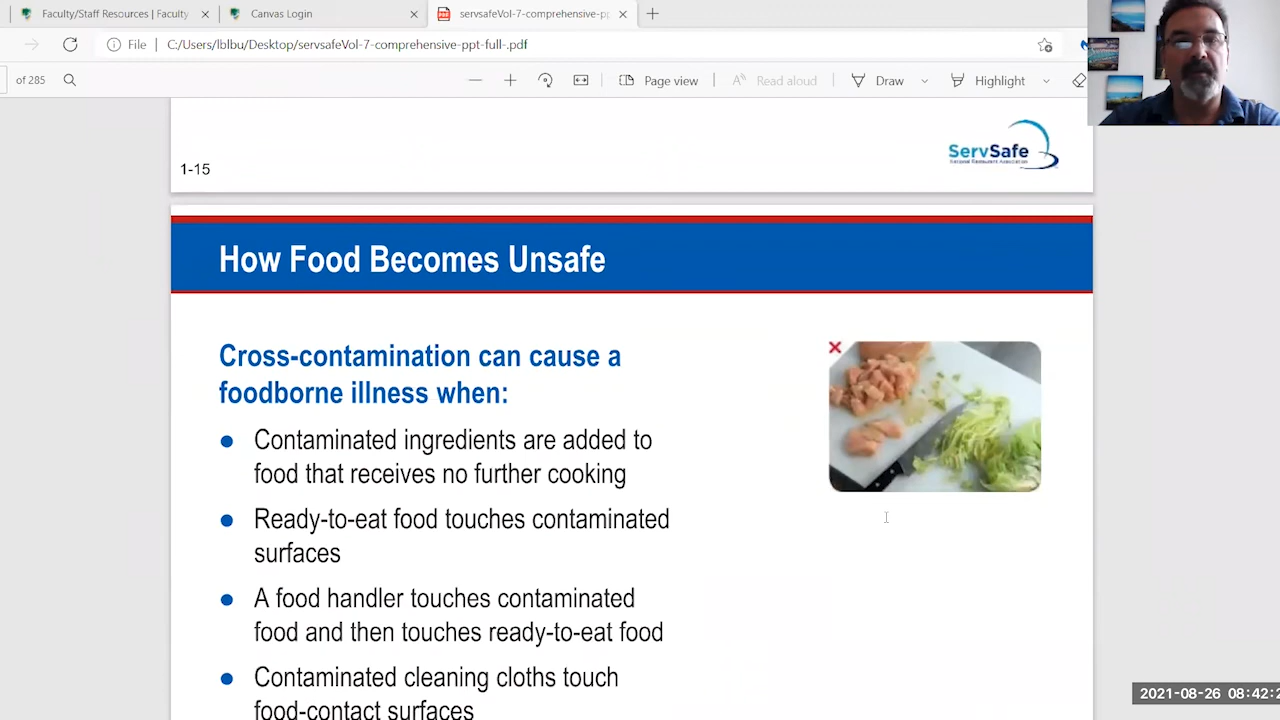 Faculty/Staff Resources | Faculty
Canvas Login
servsafeVol-7-comprehensive-pp
File
C:/Users/lblbu/Desktop/servsafeVol-7-comprehensive-ppt-full-.pdf
of 285
Page view
Read aloud
Draw
Highlight
1-15
ServSafe
National Restaurant Association
How Food Becomes Unsafe
Cross-contamination can cause a
foodborne illness when:
Contaminated ingredients are added to
food that receives no further cooking
Ready-to-eat food touches contaminated
surfaces
A food handler touches contaminated
food and then touches ready-to-eat food
Contaminated cleaning cloths touch
food-contact surfaces
2021-08-26 08:42:2